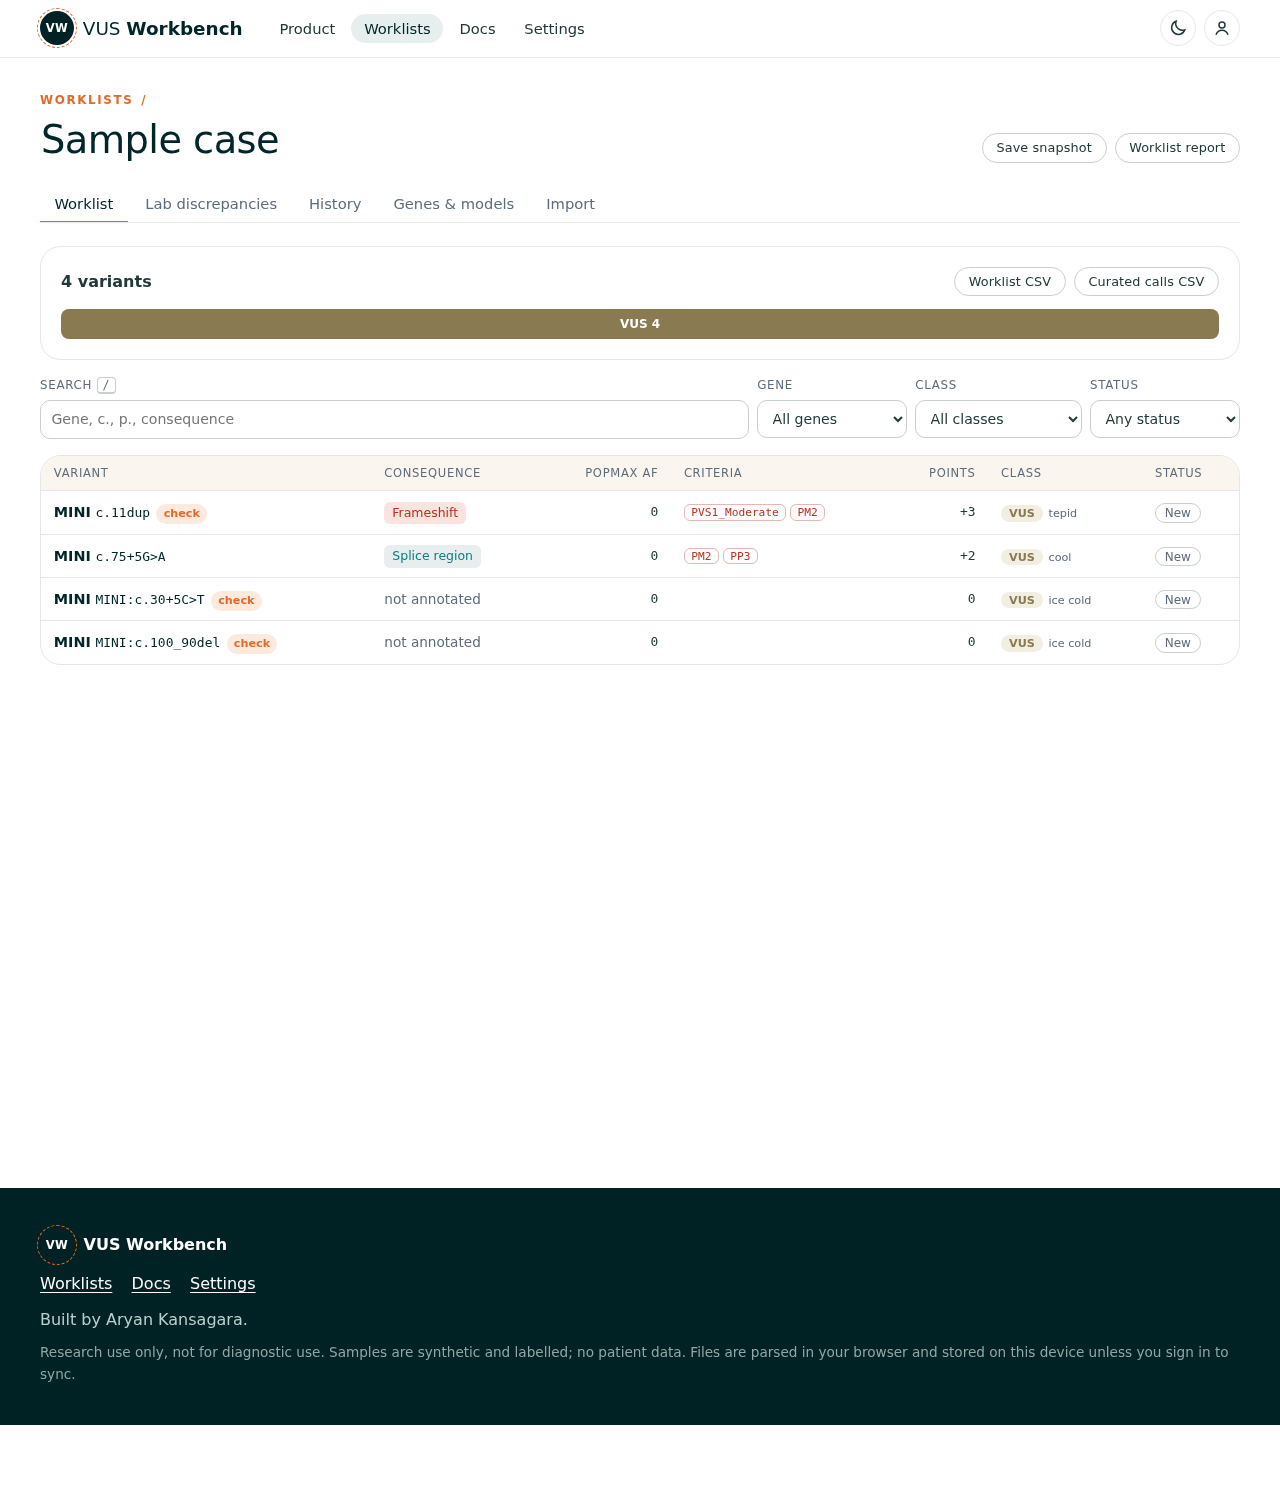 VW VUS Workbench Product Worklists Docs Settings
WORKLISTS /
Sample case
Save snapshot Worklist report
Worklist Lab discrepancies History Genes & models Import
4 variants Worklist CSV Curated calls CSV
VUS 4
SEARCH / GENE CLASS STATUS
Gene, c., p., consequence All genes All classes Any status
VARIANT CONSEQUENCE POPMAX AF CRITERIA POINTS CLASS STATUS
MINI c.11dup check Frameshift 0 PVS1_Moderate PM2 +3 VUS tepid New
MINI c.75+5G>A Splice region 0 PM2 PP3 +2 VUS cool New
MINI MINI:c.30+5C>T check not annotated 0 0 VUS ice cold New
MINI MINI:c.100_90del check not annotated 0 0 VUS ice cold New
VW VUS Workbench
Worklists Docs Settings
Built by Aryan Kansagara.
Research use only, not for diagnostic use. Samples are synthetic and labelled; no patient data. Files are parsed in your browser and stored on this device unless you sign in to
sync.